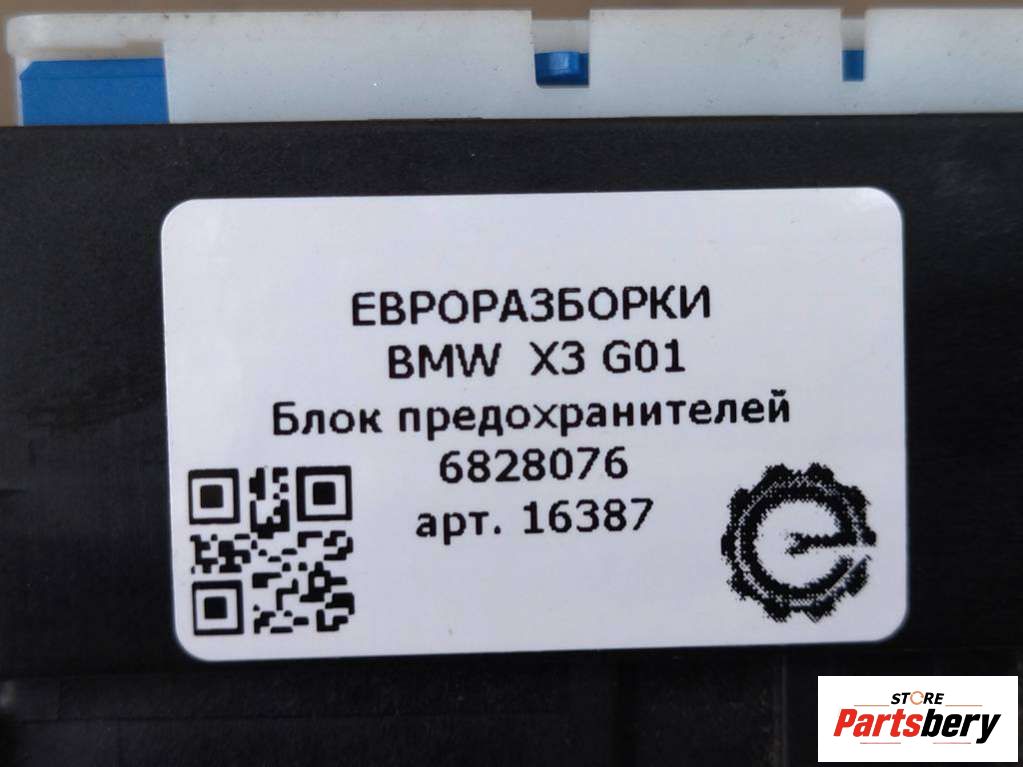 ЕВРОРАЗБОРКИ
BMW X3 G01
Блок предохранителей
6828076
арт. 16387
STORE
Partsbery